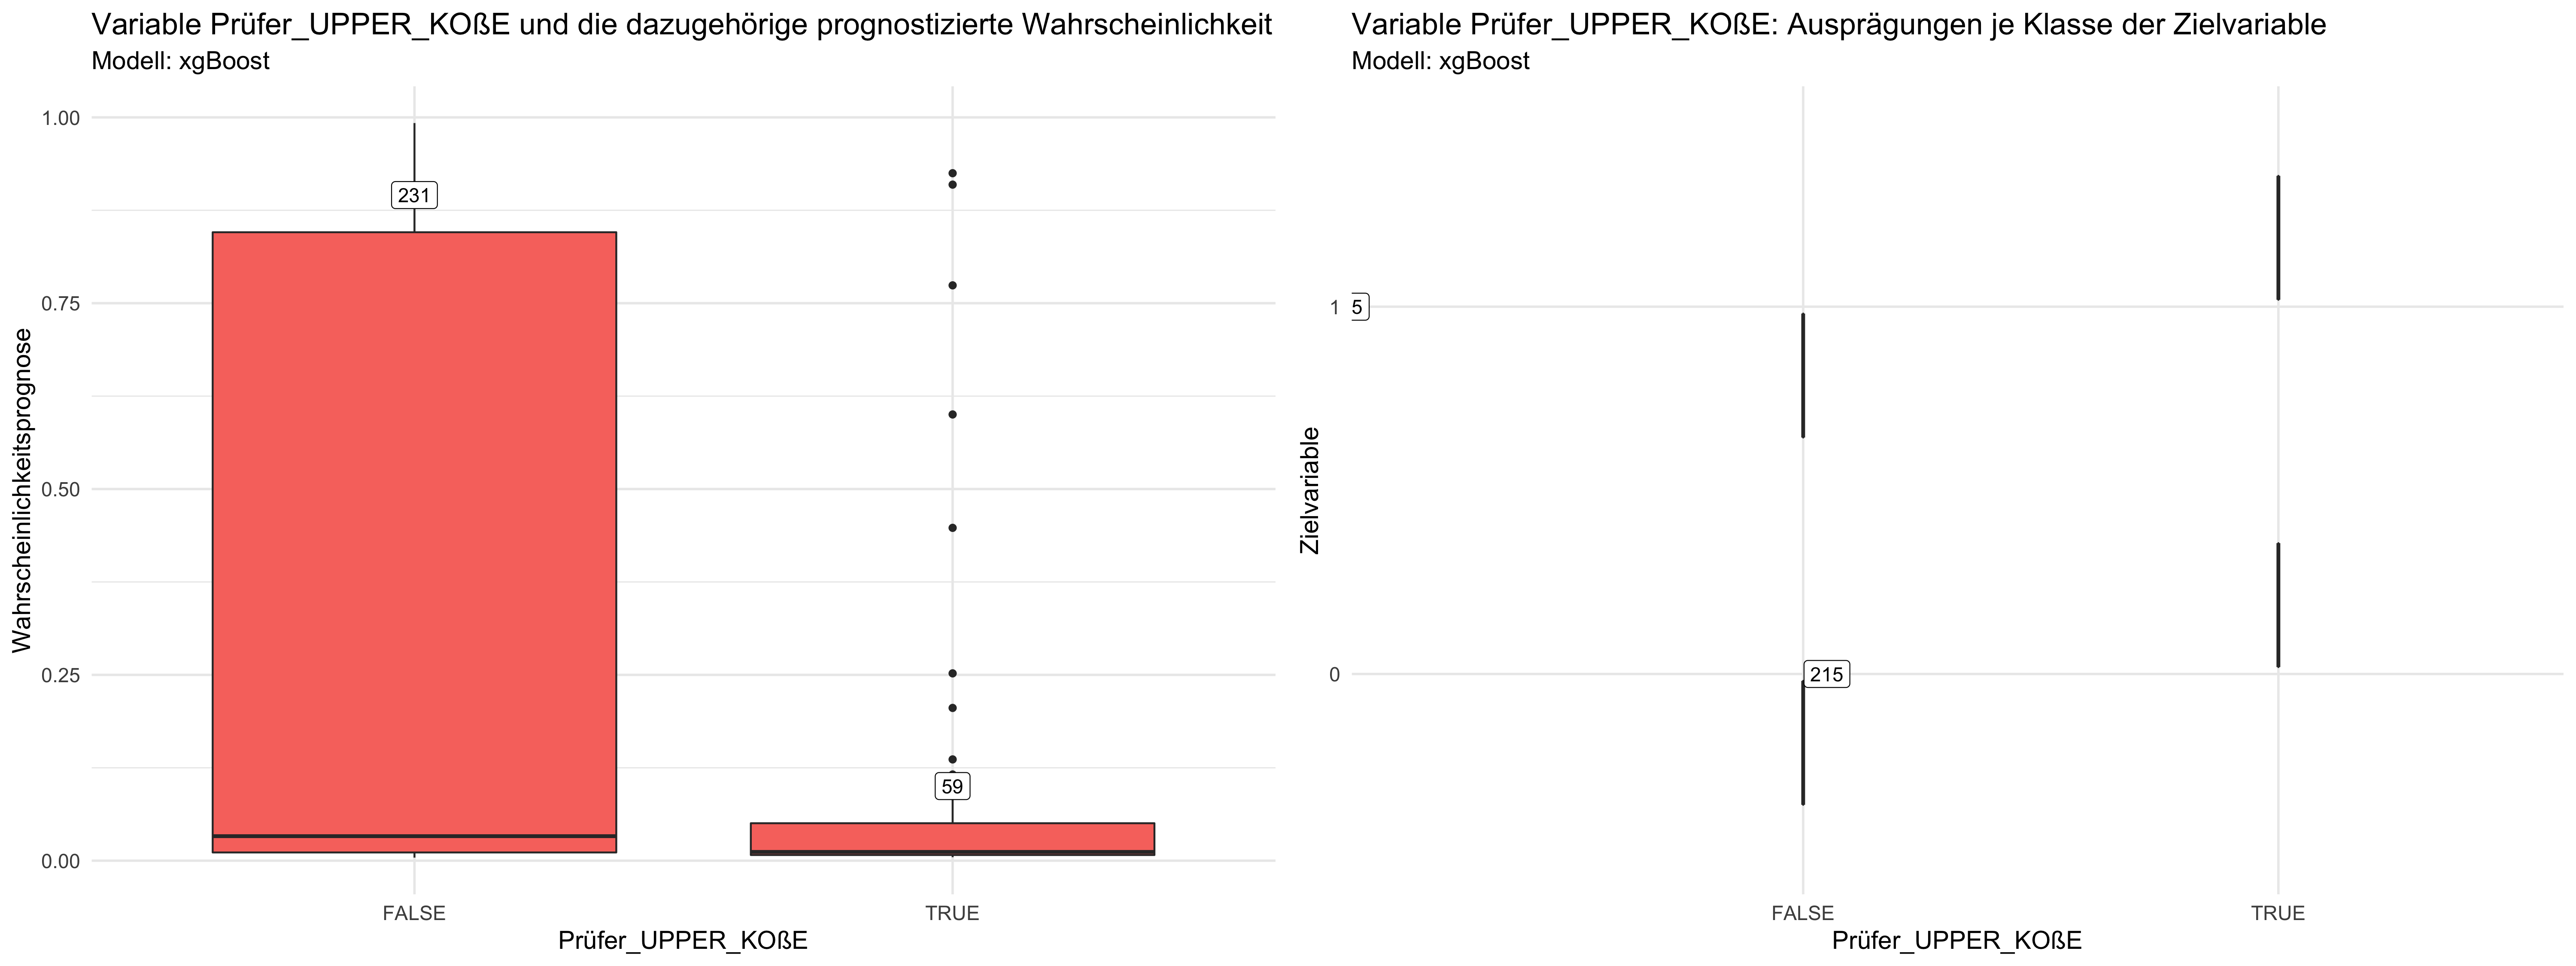 Variable Prüfer_UPPER_KOßE und die dazugehörige prognostizierte Wahrscheinlichkeit
Modell: xgBoost
1.00
0.75
0.50
0.25
0.00
Wahrscheinlichkeitsprognose
231
59
FALSE
TRUE
Prüfer_UPPER_KOßE
Variable Prüfer_UPPER_KOßE: Ausprägungen je Klasse der Zielvariable
Modell: xgBoost
1
0
Zielvariable
5
215
FALSE
TRUE
Prüfer_UPPER_KOßE